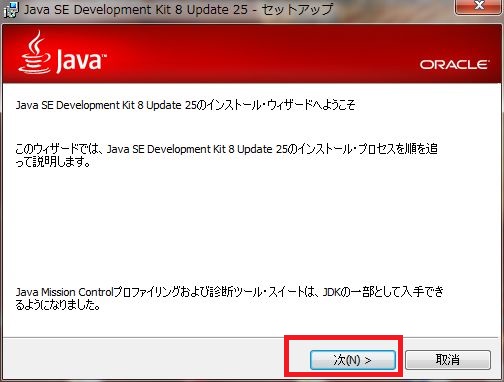 Java SE Development Kit 8 Update 25 - セットアップ
Java™
ORACLE
Java SE Development Kit 8 Update 25のインストール・ウィザードへようこそ
このウィザードでは、Java SE Development Kit 8 Update 25のインストール・プロセスを順を追
って説明します。
Java Mission Controlプロファイリングおよび診断ツール・スイートは、JDKの一部として入手でき
るようになりました。
次(N) >
取消